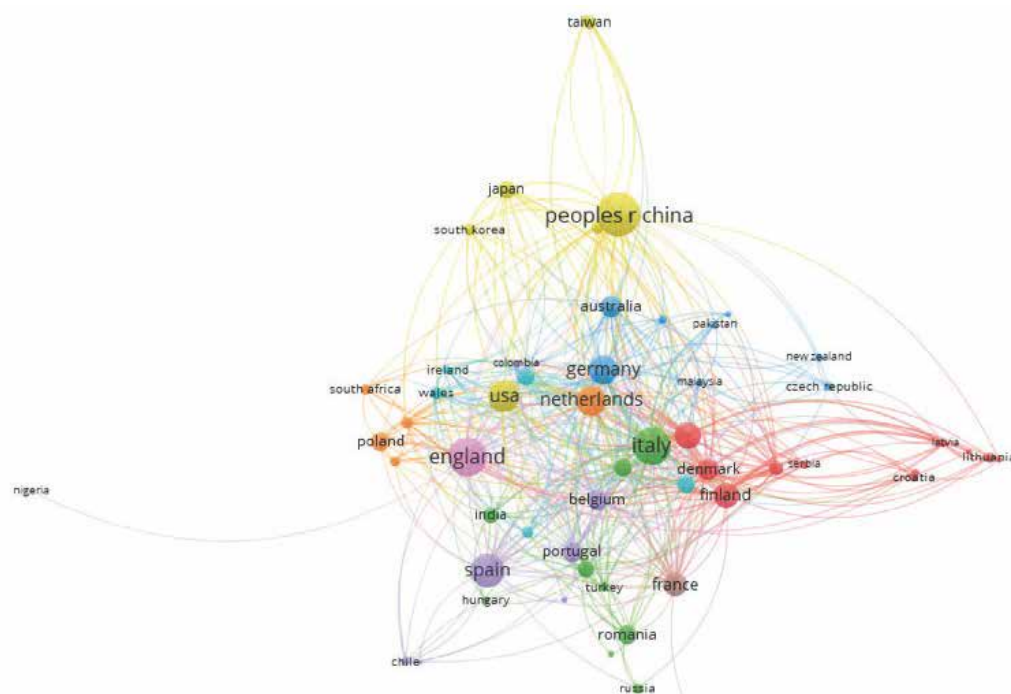 taiwan
japan
peoples r china
south korea
australia
pakistan
new zealand
colombia
ireland
germany
malaysia
czech republic
south africa
wales
usa
netherlands
poland
italy
england
denmark
serbia
latvia
lithuania
croatia
nigeria
belgium
finland
india
portugal
spain
turkey
france
hungary
romania
chile
russia